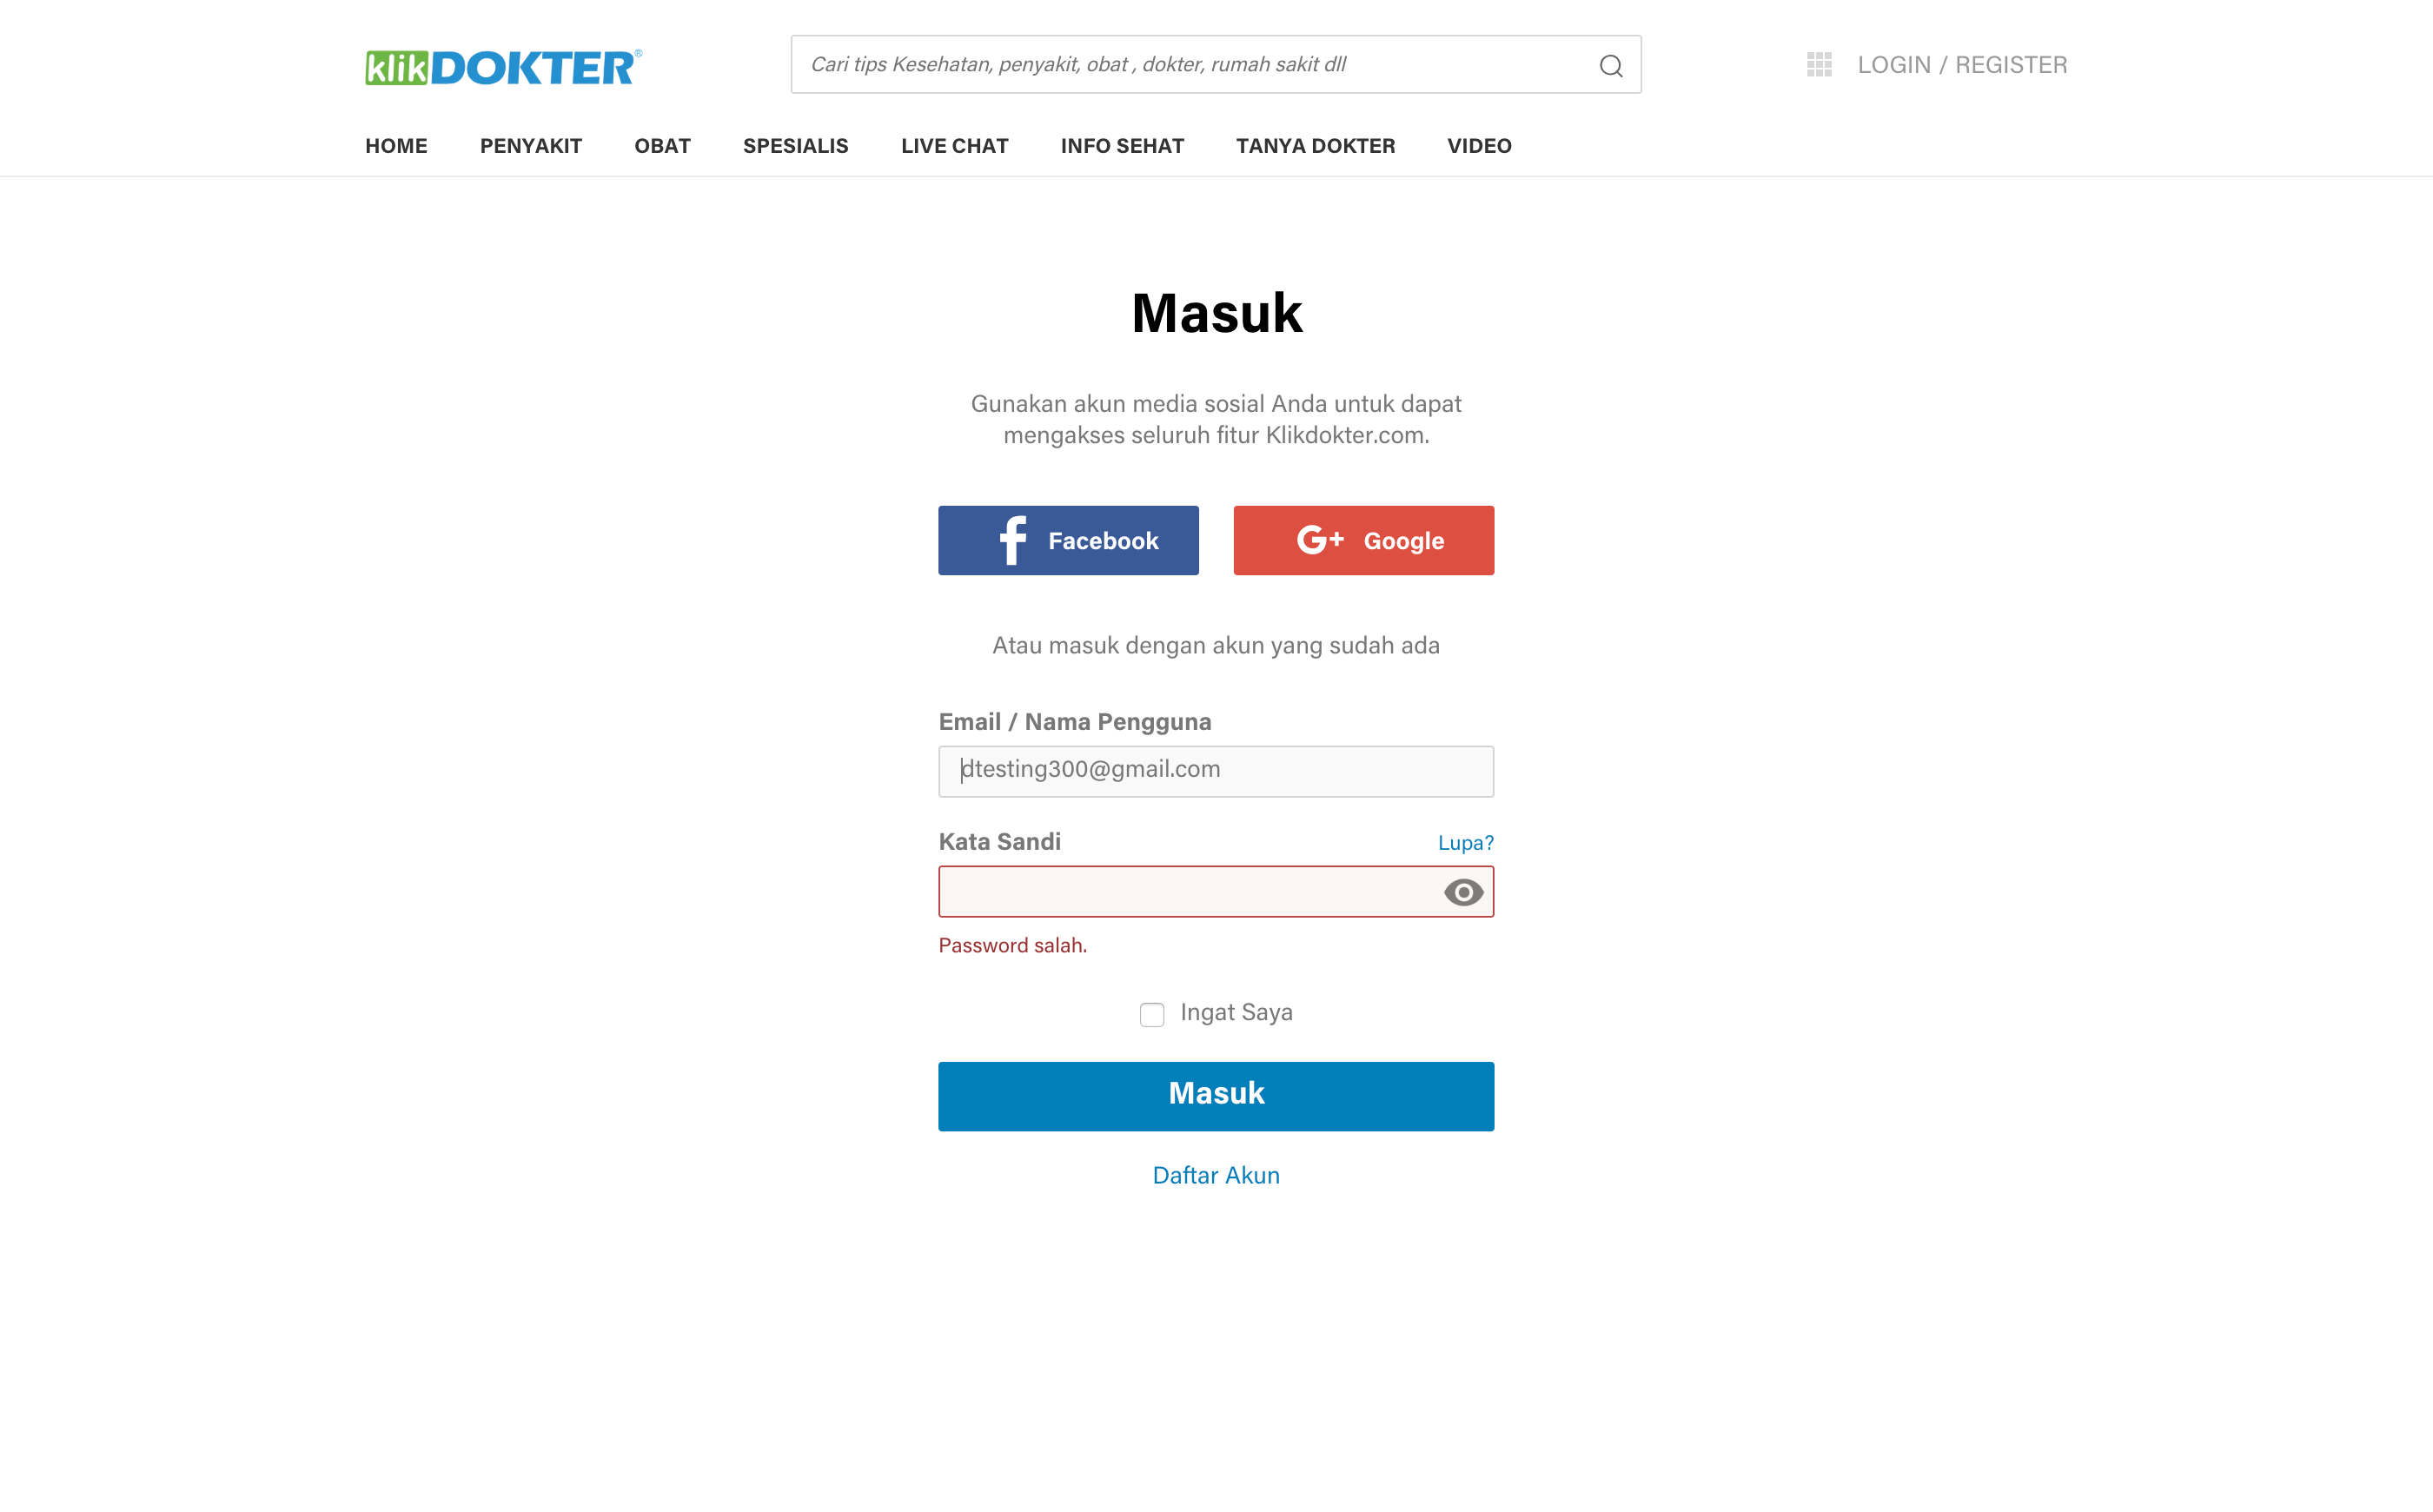 klikDOKTER®
Cari tips Kesehatan, penyakit, obat , dokter, rumah sakit dll
LOGIN / REGISTER
HOME PENYAKIT OBAT SPESIALIS LIVE CHAT INFO SEHAT TANYA DOKTER VIDEO
Masuk
Gunakan akun media sosial Anda untuk dapat
mengakses seluruh fitur Klikdokter.com.
f Facebook G+ Google
Atau masuk dengan akun yang sudah ada
Email / Nama Pengguna
dtesting300@gmail.com
Kata Sandi Lupa?
Password salah.
Ingat Saya
Masuk
Daftar Akun